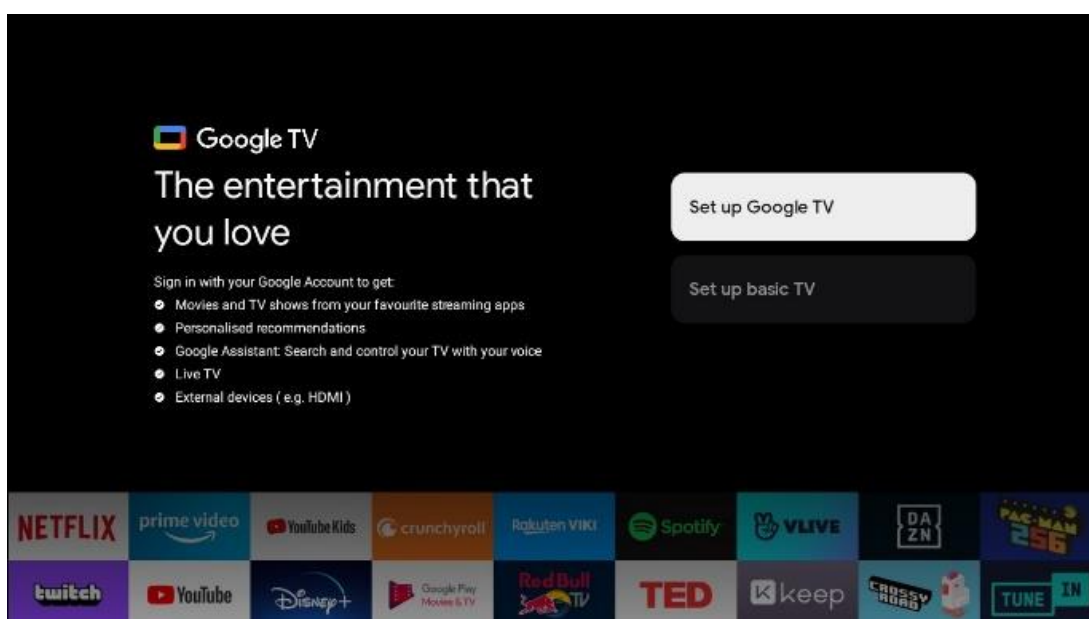 Google TV
The entertainment that
you love
Sign in with your Google Account to get:
Movies and TV shows from your favourite streaming apps
Personalised recommendations
Google Assistant: Search and control your TV with your voice
Live TV
External devices ( e.g. HDMI )
Set up Google TV
Set up basic TV
NETFLIX
prime video
YouTube Kids
crunchyroll
Rakuten VIKI
Spotify
VLIVE
DA
ZN
PAC-MAN
256
twitch
YouTube
Disney+
Google Play
Movies & TV
Red Bull
TV
TED
keep
CROSSY
ROAD
TUNE IN